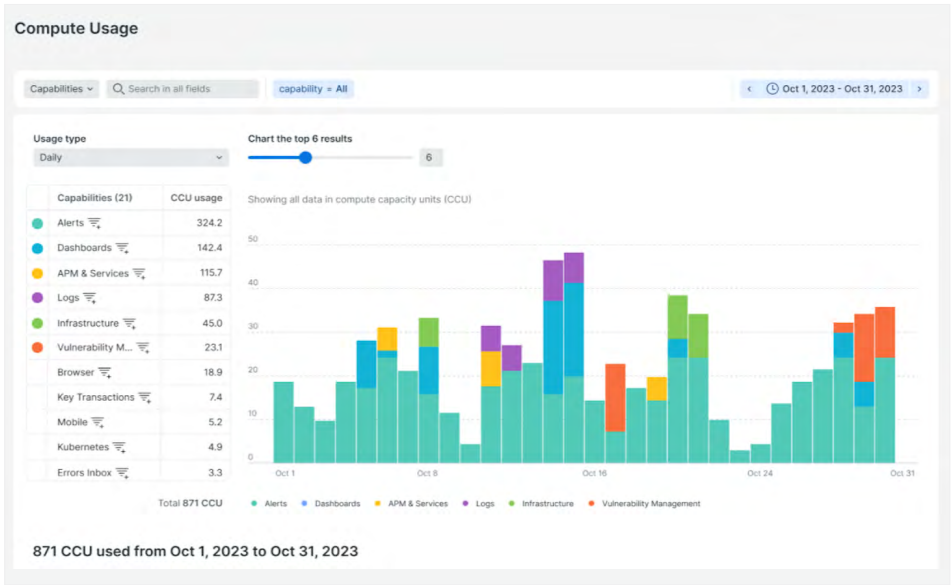 Compute Usage
Capabilities
Search in all fields
capability = All
Oct 1, 2023 - Oct 31, 2023
Usage type
Daily
Chart the top 6 results
6
Capabilities (21) CCU usage
Alerts 324.2
Dashboards 142.4
APM & Services 115.7
Logs 87.3
Infrastructure 45.0
Vulnerability M... 23.1
Browser 18.9
Key Transactions 7.4
Mobile 5.2
Kubernetes 4.9
Errors Inbox 3.3
Total 871 CCU
Showing all data in compute capacity units (CCU)
50
40
30
20
10
0
Oct 1 Oct 8 Oct 16 Oct 24 Oct 31
Alerts Dashboards APM & Services Logs Infrastructure Vulnerability Management
871 CCU used from Oct 1, 2023 to Oct 31, 2023